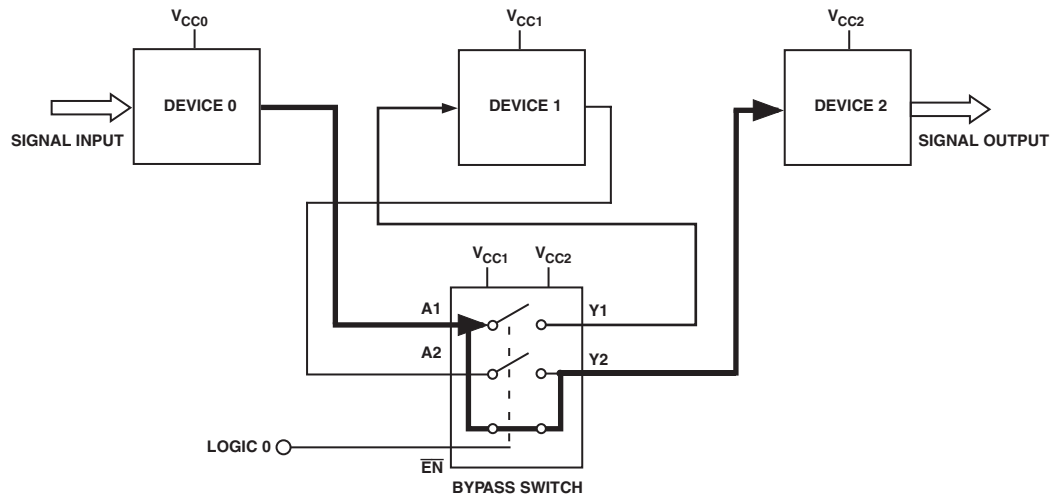 VCC0
VCC1
VCC2
DEVICE 0
DEVICE 1
DEVICE 2
SIGNAL INPUT
SIGNAL OUTPUT
VCC1
VCC2
A1
Y1
A2
Y2
LOGIC 0
EN
BYPASS SWITCH